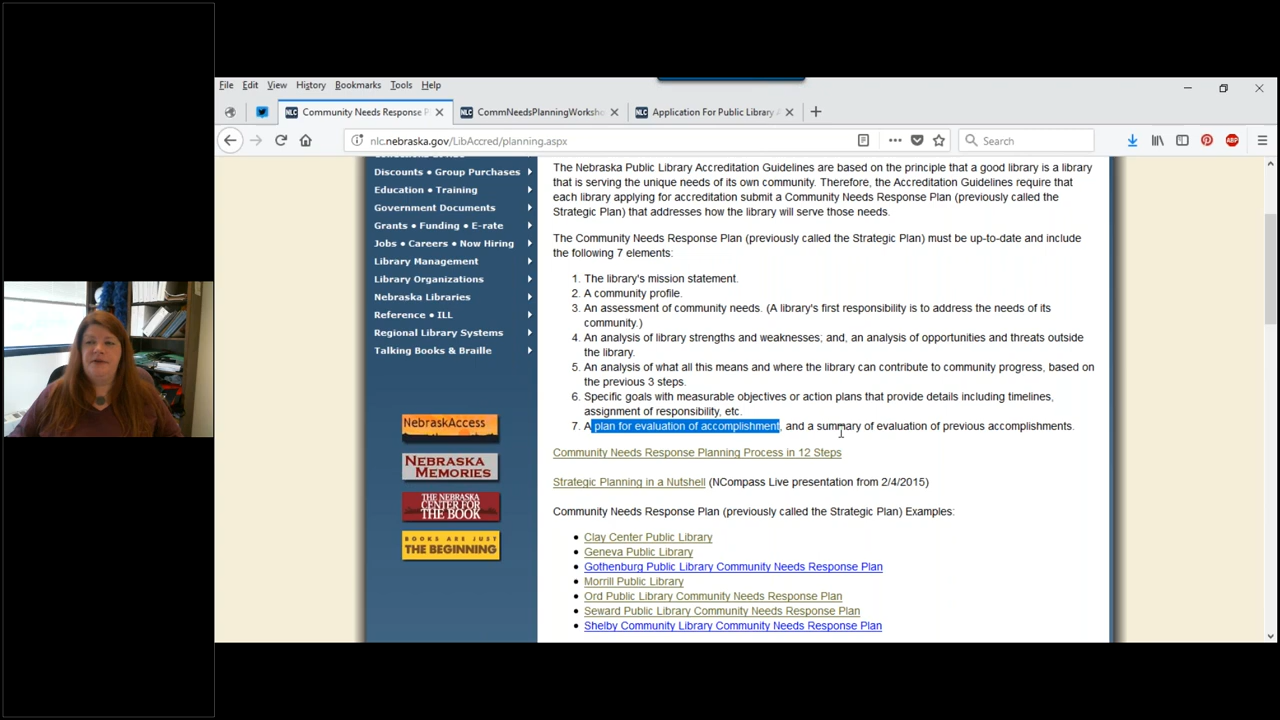 File Edit View History Bookmarks Tools Help
Community Needs Response P
CommNeedsPlanningWorksho
Application For Public Library A
nlc.nebraska.gov/LibAccred/planning.aspx
Search
Discounts • Group Purchases
Education • Training
Government Documents
Grants • Funding • E-rate
Jobs • Careers • Now Hiring
Library Management
Library Organizations
Nebraska Libraries
Reference • ILL
Regional Library Systems
Talking Books & Braille
NebraskAccess
NEBRASKA
MEMORIES
THE NEBRASKA
CENTER FOR
THE BOOK
BOOKS ARE JUST
THE BEGINNING
The Nebraska Public Library Accreditation Guidelines are based on the principle that a good library is a library
that is serving the unique needs of its own community. Therefore, the Accreditation Guidelines require that
each library applying for accreditation submit a Community Needs Response Plan (previously called the
Strategic Plan) that addresses how the library will serve those needs.
The Community Needs Response Plan (previously called the Strategic Plan) must be up-to-date and include
the following 7 elements:
1. The library's mission statement.
2. A community profile.
3. An assessment of community needs. (A library's first responsibility is to address the needs of its
community.)
4. An analysis of library strengths and weaknesses; and, an analysis of opportunities and threats outside
the library.
5. An analysis of what all this means and where the library can contribute to community progress, based on
the previous 3 steps.
6. Specific goals with measurable objectives or action plans that provide details including timelines,
assignment of responsibility, etc.
7. A plan for evaluation of accomplishment, and a summary of evaluation of previous accomplishments.
Community Needs Response Planning Process in 12 Steps
Strategic Planning in a Nutshell (NCompass Live presentation from 2/4/2015)
Community Needs Response Plan (previously called the Strategic Plan) Examples:
• Clay Center Public Library
• Geneva Public Library
• Gothenburg Public Library Community Needs Response Plan
• Morrill Public Library
• Ord Public Library Community Needs Response Plan
• Seward Public Library Community Needs Response Plan
• Shelby Community Library Community Needs Response Plan